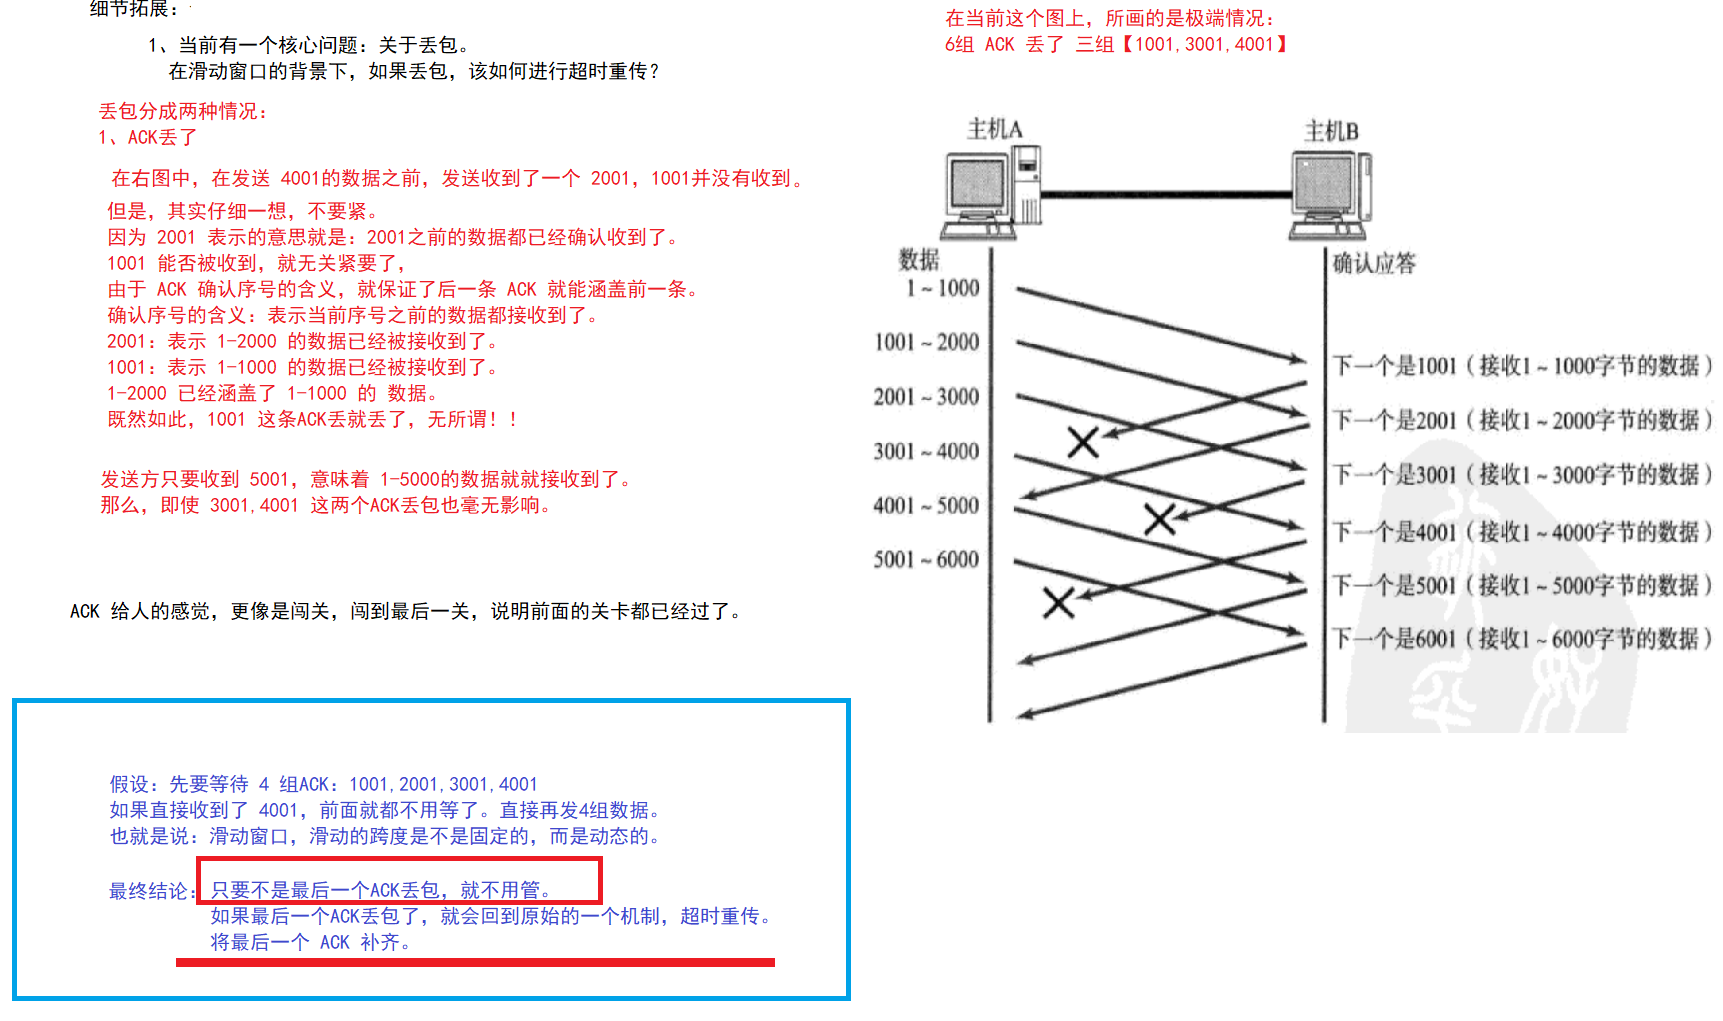 细节拓展：
1、当前有一个核心问题：关于丢包。
在滑动窗口的背景下，如果丢包，该如何进行超时重传？
丢包分成两种情况：
1、ACK丢了
在右图中，在发送 4001的数据之前，发送收到了一个 2001，1001并没有收到。
但是，其实仔细一想，不要紧。
因为 2001 表示的意思就是：2001之前的数据都已经确认收到了。
1001 能否被收到，就无关紧要了，
由于 ACK 确认序号的含义，就保证了后一条 ACK 就能涵盖前一条。
确认序号的含义：表示当前序号之前的数据都接收到了。
2001：表示 1-2000 的数据已经被接收到了。
1001：表示 1-1000 的数据已经被接收到了。
1-2000 已经涵盖了 1-1000 的 数据。
既然如此，1001 这条ACK丢就丢了，无所谓！！
发送方只要收到 5001，意味着 1-5000的数据就就接收到了。
那么，即使 3001,4001 这两个ACK丢包也毫无影响。
ACK 给人的感觉，更像是闯关，闯到最后一关，说明前面的关卡都已经过了。
假设：先要等待 4 组ACK：1001,2001,3001,4001
如果直接收到了 4001，前面就都不用等了。直接再发4组数据。
也就是说：滑动窗口，滑动的跨度是不是固定的，而是动态的。
最终结论：只要不是最后一个ACK丢包，就不用管。
如果最后一个ACK丢包了，就会回到原始的一个机制，超时重传。
将最后一个 ACK 补齐。
在当前这个图上，所画的是极端情况：
6组 ACK 丢了 三组【1001,3001,4001】
主机A
主机B
数据
确认应答
1～1000
1001～2000
2001～3000
3001～4000
4001～5000
5001～6000
下一个是1001（接收1～1000字节的数据）
下一个是2001（接收1～2000字节的数据）
下一个是3001（接收1～3000字节的数据）
下一个是4001（接收1～4000字节的数据）
下一个是5001（接收1～5000字节的数据）
下一个是6001（接收1～6000字节的数据）